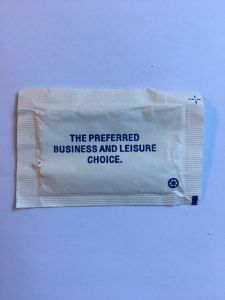 THE PREFERRED
BUSINESS AND LEISURE
CHOICE.